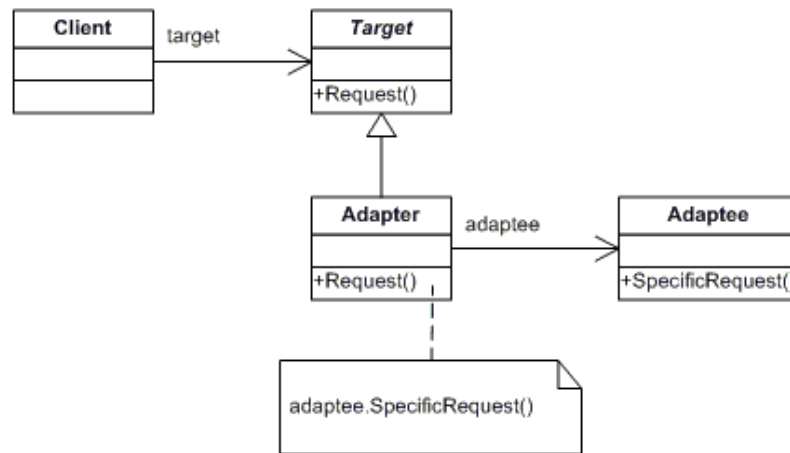 Client
target
Target
+Request()
Adapter
adaptee
Adaptee
+Request()
+SpecificRequest()
adaptee.SpecificRequest()